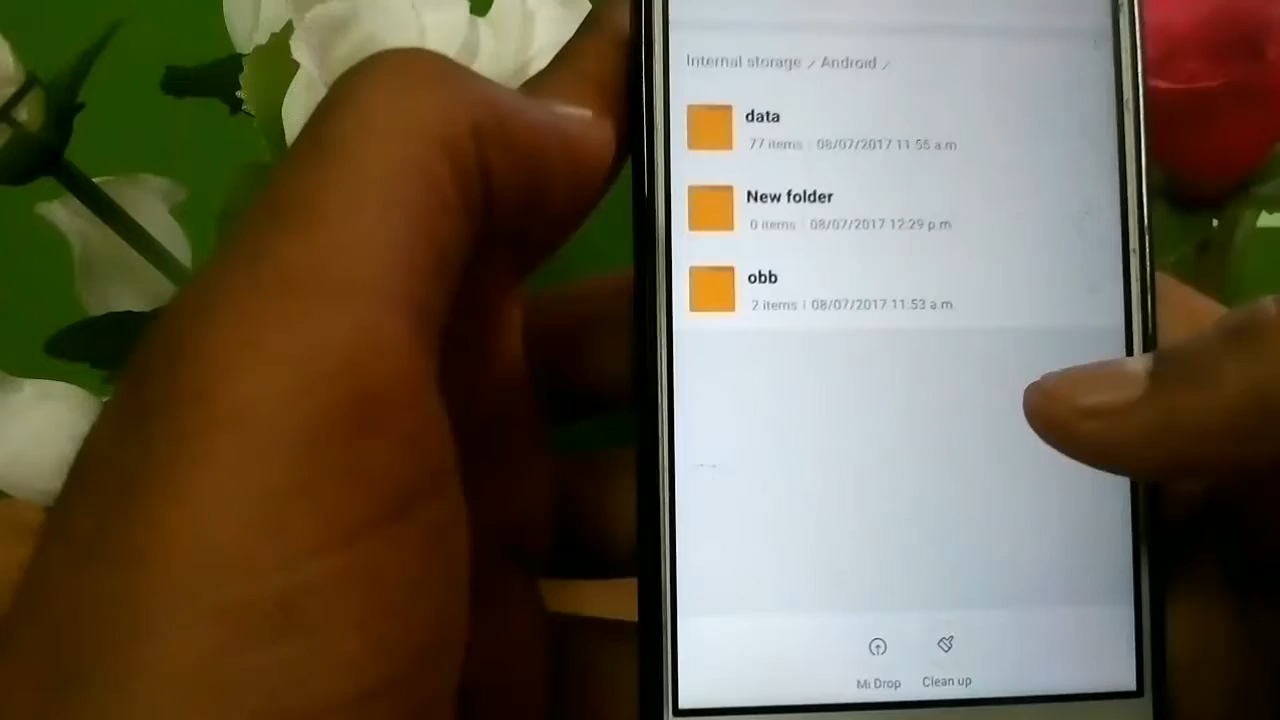 Internal storage / Android /
data
77 items | 08/07/2017 11 55 a.m
New folder
0 items | 08/07/2017 12:29 p.m
obb
2 items | 08/07/2017 11:53 a.m.
Mi Drop
Clean up